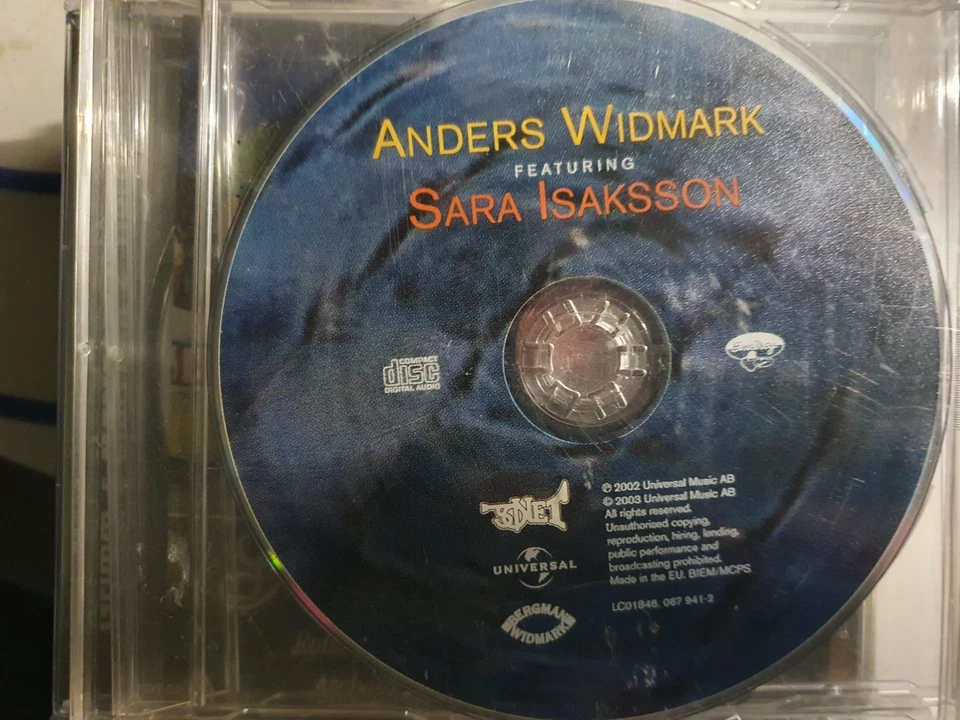 ANDERS WIDMARK
FEATURING
SARA ISAKSSON
COMPACT
disc
DIGITAL AUDIO
℗ 2002 Universal Music AB
© 2003 Universal Music AB
All rights reserved.
Unauthorised copying,
reproduction, hiring, lending,
public performance and
broadcasting prohibited.
Made in the EU. BIEM/MCPS
LC01846. 067 941-2
UNIVERSAL
BERGMAN
WIDMARK